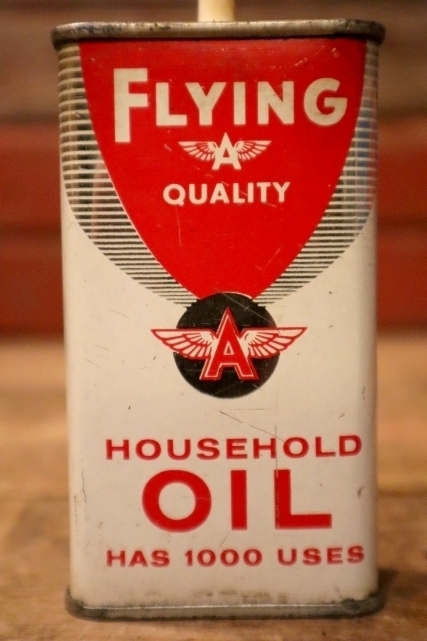 FLYING
A
QUALITY
A
HOUSEHOLD
OIL
HAS 1000 USES